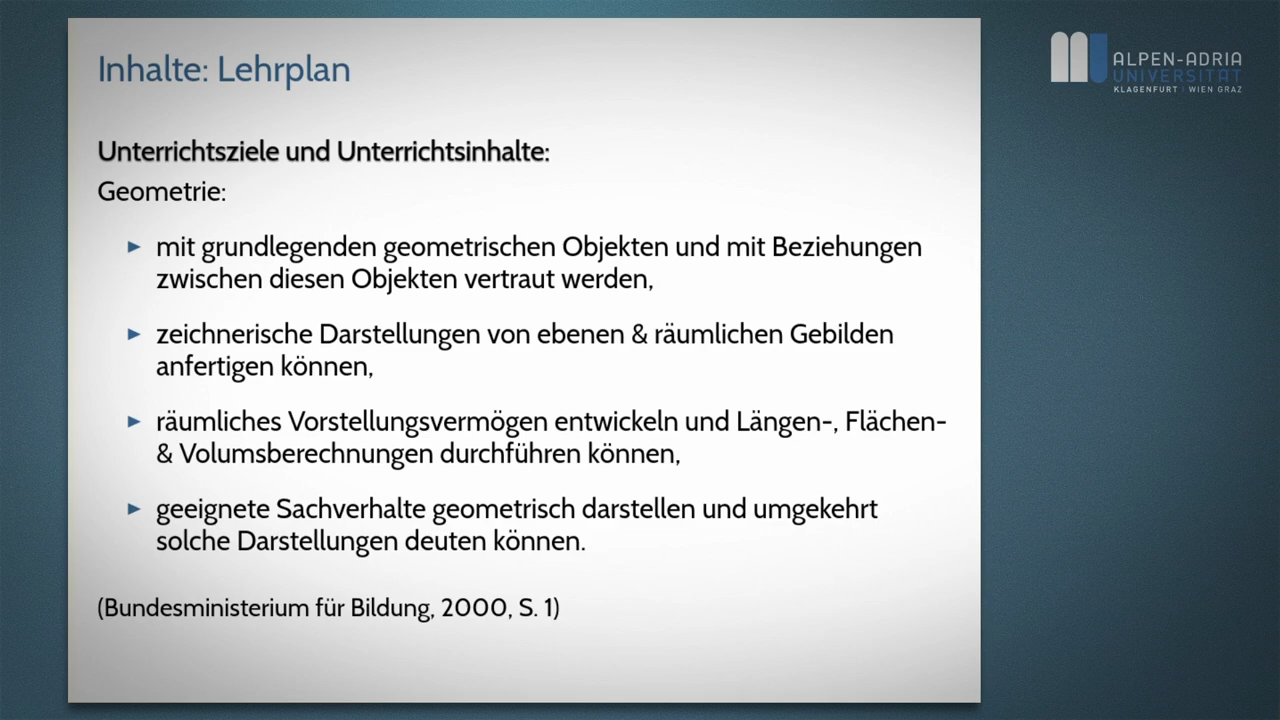 Inhalte: Lehrplan
Unterrichtsziele und Unterrichtsinhalte:
Geometrie:
► mit grundlegenden geometrischen Objekten und mit Beziehungen
zwischen diesen Objekten vertraut werden,
► zeichnerische Darstellungen von ebenen & räumlichen Gebilden
anfertigen können,
► räumliches Vorstellungsvermögen entwickeln und Längen-, Flächen-
& Volumsberechnungen durchführen können,
► geeignete Sachverhalte geometrisch darstellen und umgekehrt
solche Darstellungen deuten können.
(Bundesministerium für Bildung, 2000, S. 1)
ALPEN-ADRIA
UNIVERSITÄT
KLAGENFURT | WIEN GRAZ